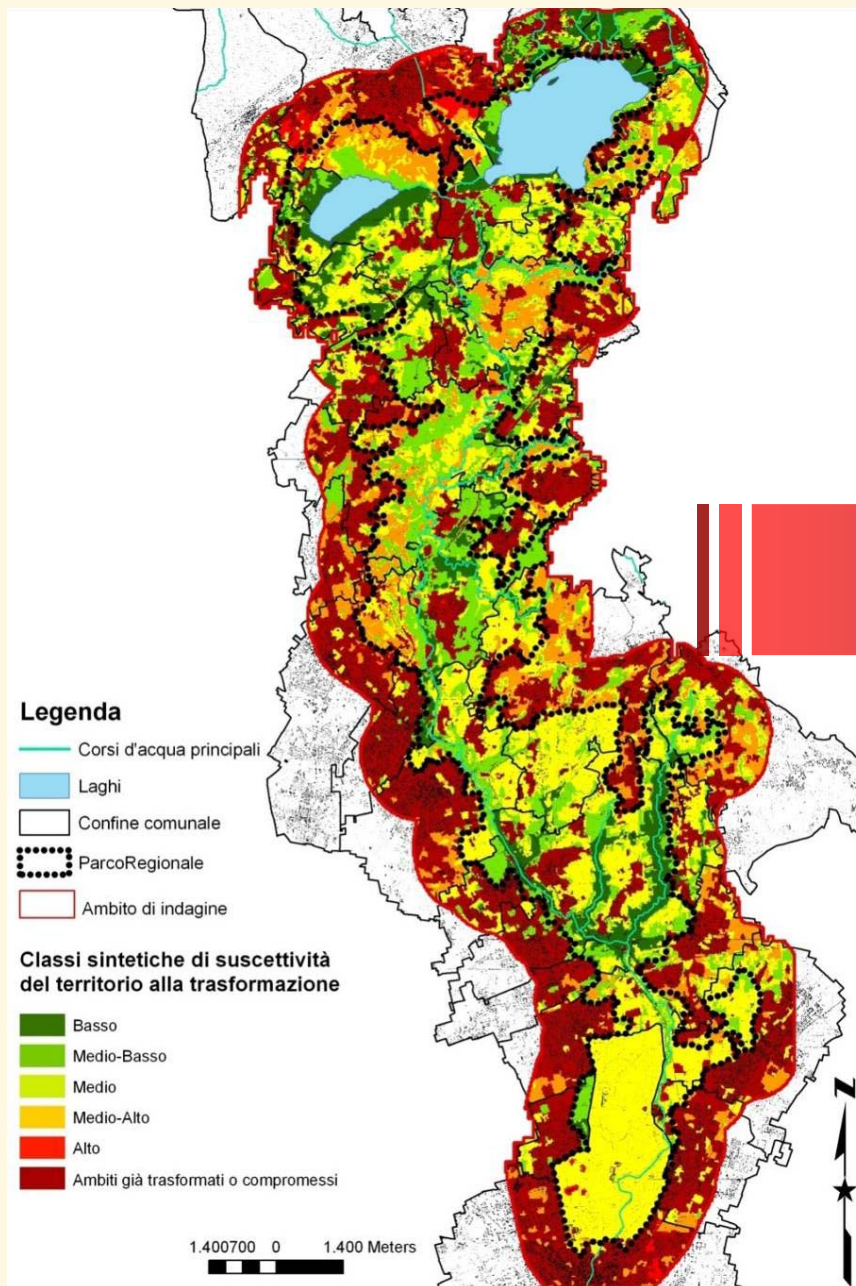 Legenda
Corsi d'acqua principali
Laghi
Confine comunale
ParcoRegionale
Ambito di indagine
Classi sintetiche di suscettività
del territorio alla trasformazione
Basso
Medio-Basso
Medio
Medio-Alto
Alto
Ambiti già trasformati o compromessi
1.400700 0 1.400 Meters
N